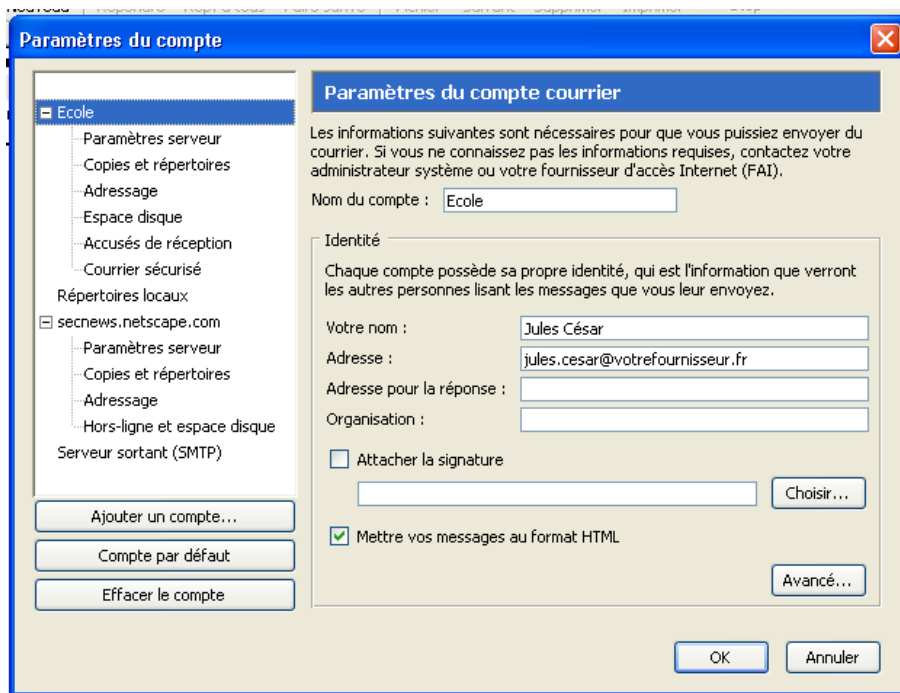 Paramètres du compte
Ecole
Paramètres serveur
Copies et répertoires
Adressage
Espace disque
Accusés de réception
Courrier sécurisé
Répertoires locaux
secnews.netscape.com
Paramètres serveur
Copies et répertoires
Adressage
Hors-ligne et espace disque
Serveur sortant (SMTP)
Ajouter un compte...
Compte par défaut
Effacer le compte
Paramètres du compte courrier
Les informations suivantes sont nécessaires pour que vous puissiez envoyer du
courrier. Si vous ne connaissez pas les informations requises, contactez votre
administrateur système ou votre fournisseur d'accès Internet (FAI).
Nom du compte : Ecole
Identité
Chaque compte possède sa propre identité, qui est l'information que verront
les autres personnes lisant les messages que vous leur envoyez.
Votre nom : Jules César
Adresse : jules.cesar@votrefournisseur.fr
Adresse pour la réponse :
Organisation :
Attacher la signature
Choisir...
Mettre vos messages au format HTML
Avancé...
OK Annuler